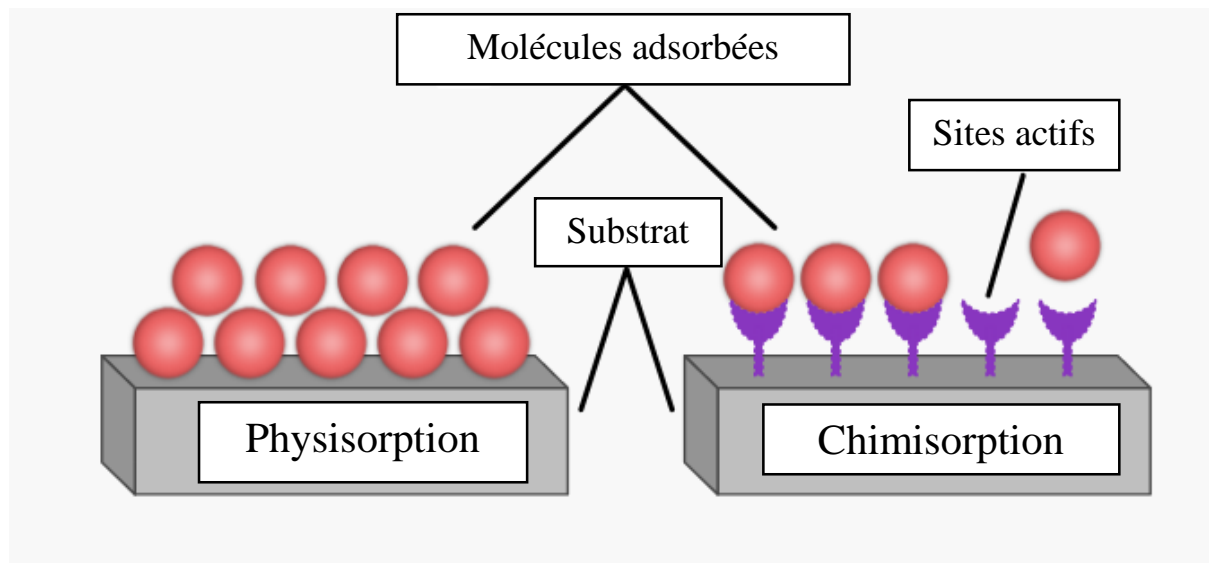 Molécules adsorbées
Sites actifs
Substrat
Physisorption
Chimisorption